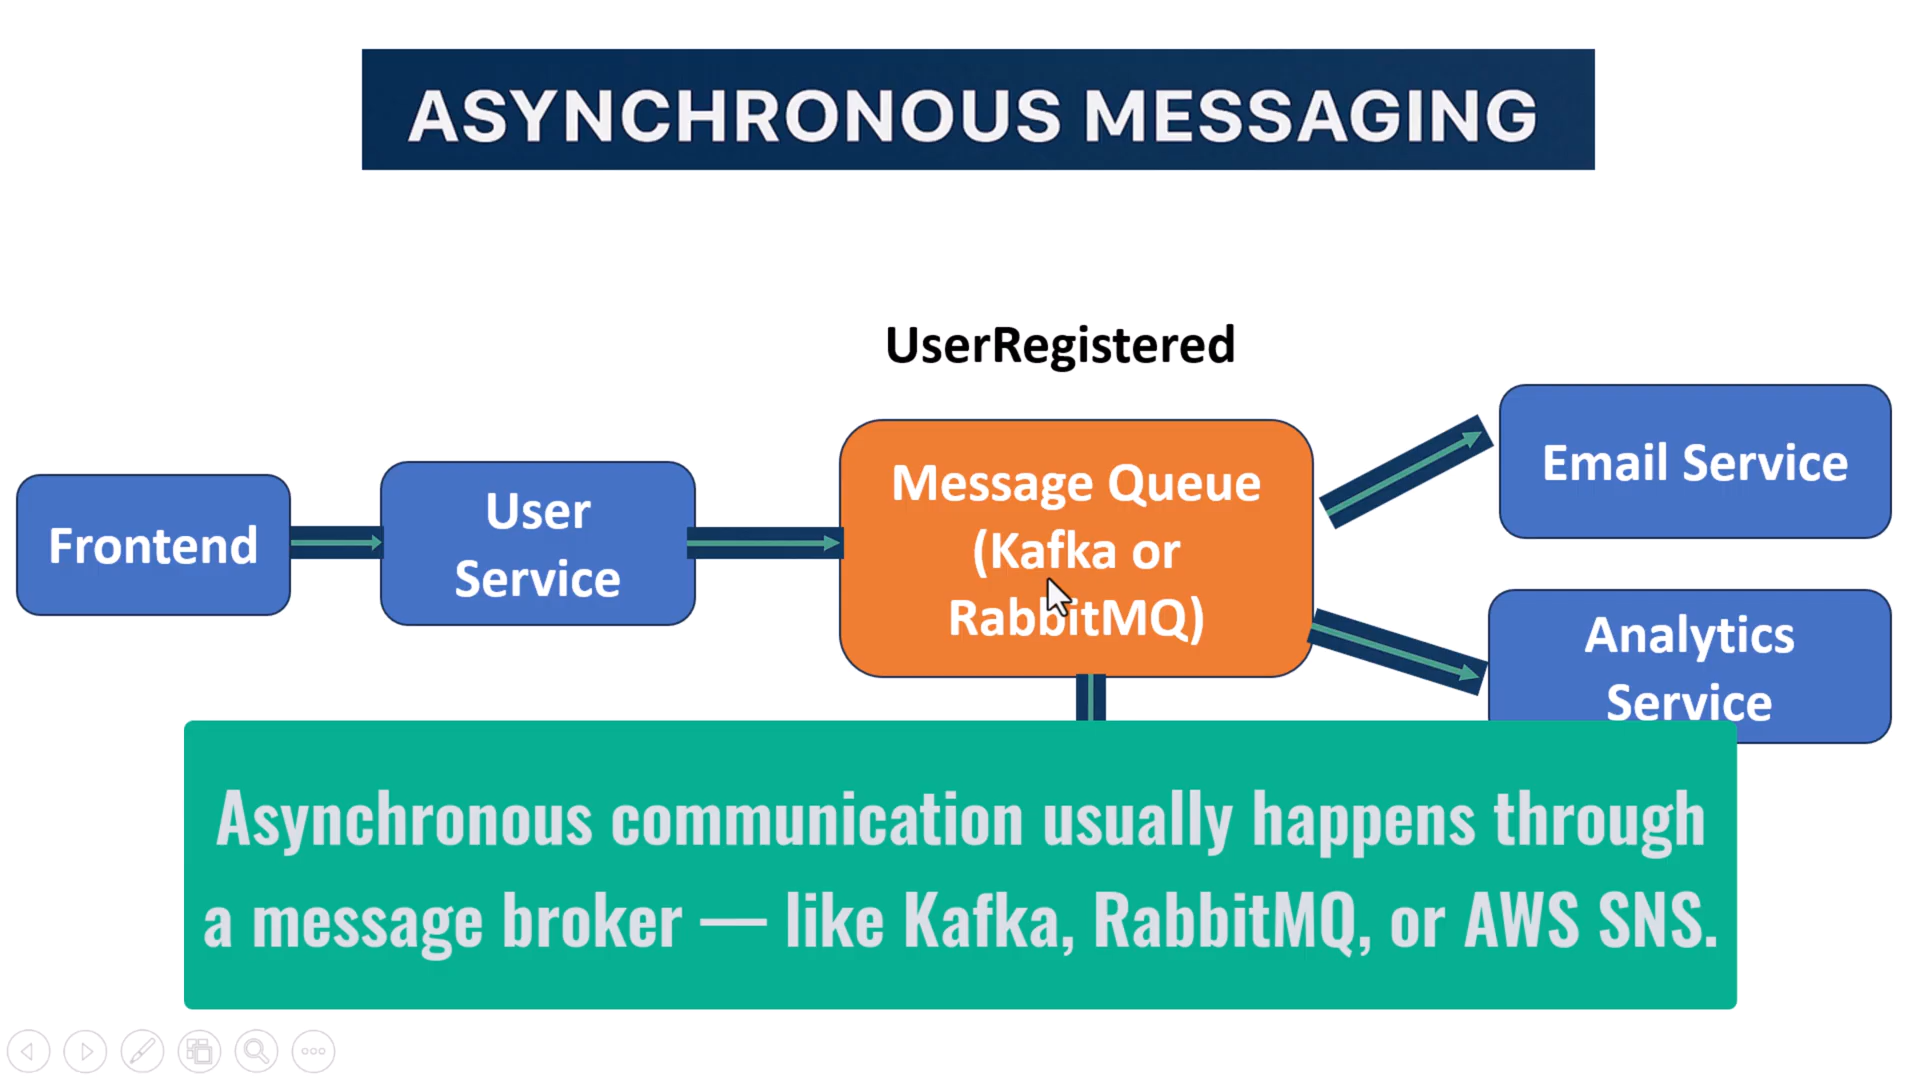 ASYNCHRONOUS MESSAGING
UserRegistered
Frontend
User
Service
Message Queue
(Kafka or
RabbitMQ)
Email Service
Analytics
Service
Asynchronous communication usually happens through
a message broker — like Kafka, RabbitMQ, or AWS SNS.